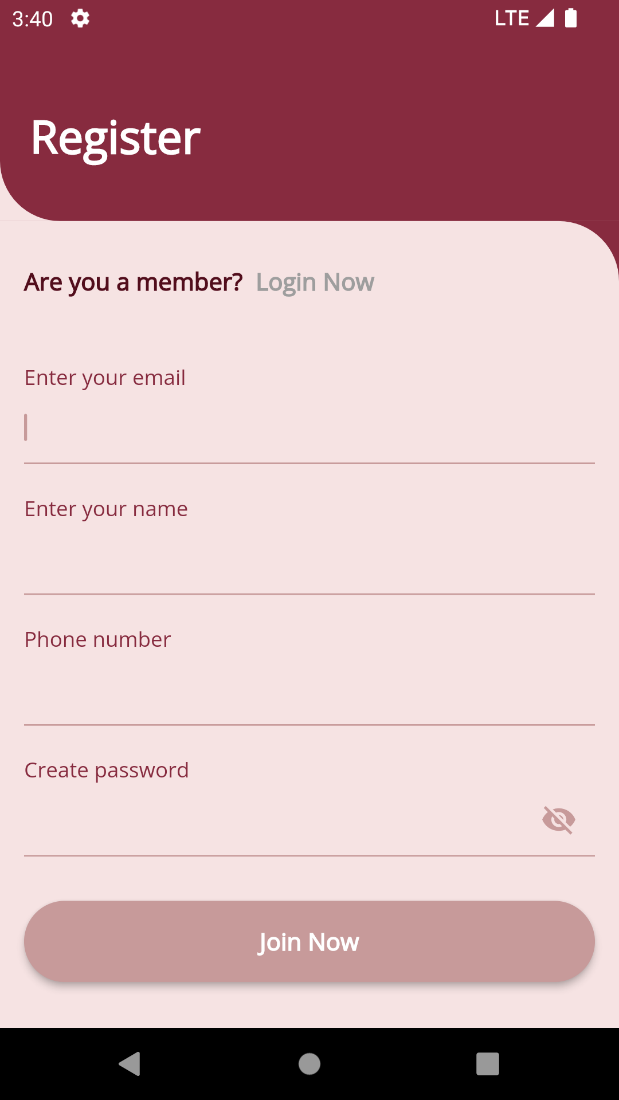 3:40 LTE
Register
Are you a member? Login Now
Enter your email
Enter your name
Phone number
Create password
Join Now